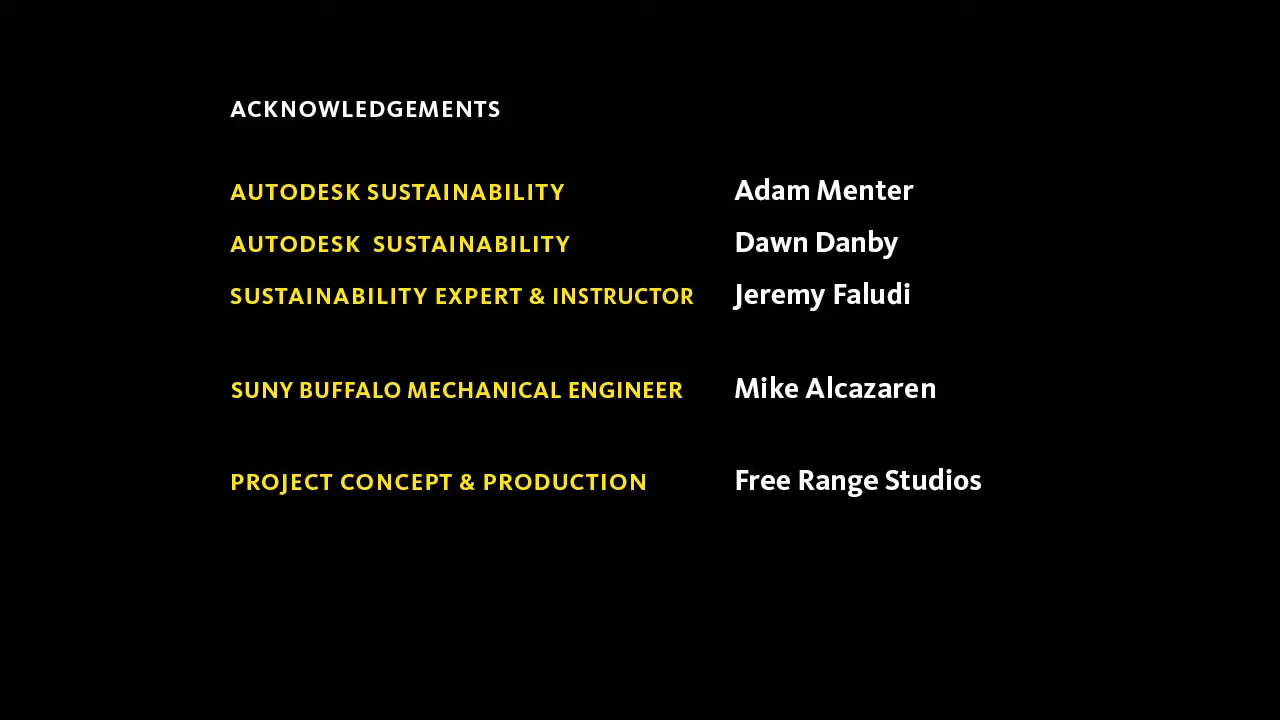 ACKNOWLEDGEMENTS
AUTODESK SUSTAINABILITY Adam Menter
AUTODESK SUSTAINABILITY Dawn Danby
SUSTAINABILITY EXPERT & INSTRUCTOR Jeremy Faludi
SUNY BUFFALO MECHANICAL ENGINEER Mike Alcazaren
PROJECT CONCEPT & PRODUCTION Free Range Studios